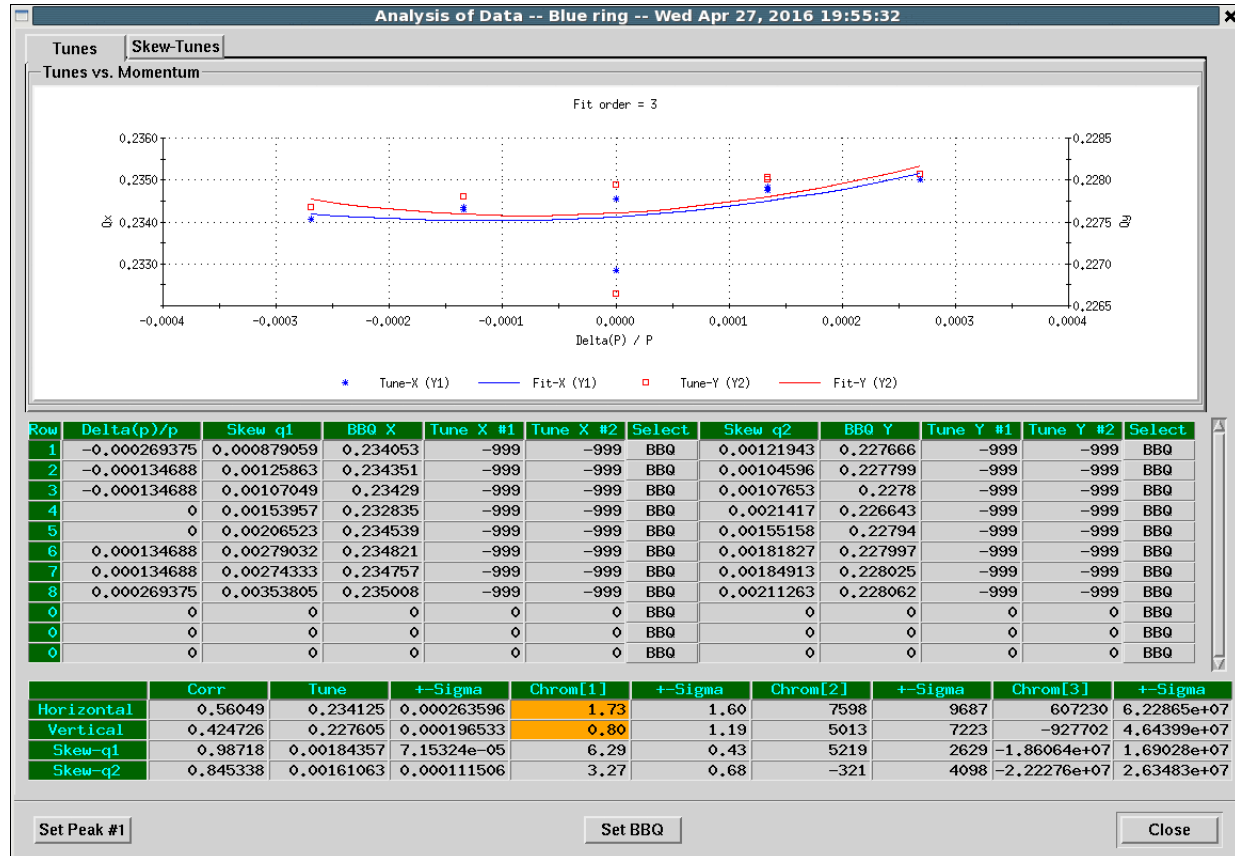 Analysis of Data -- Blue ring -- Wed Apr 27, 2016 19:55:32
Tunes Skew-Tunes
Tunes vs. Momentum
Fit order = 3
0.2360 0.2285
0.2350 0.2280
Qx 0.2340 0.2275 Qy
0.2330 0.2270
0.2265
-0.0004 -0.0003 -0.0002 -0.0001 0.0000 0.0001 0.0002 0.0003 0.0004
Delta(P) / P
Tune-X (Y1) Fit-X (Y1) Tune-Y (Y2) Fit-Y (Y2)
Row Delta(p)/p Skew q1 BBQ X Tune X #1 Tune X #2 Select Skew q2 BBQ Y Tune Y #1 Tune Y #2 Select
1 -0.000269375 0.000879059 0.234053 -999 -999 BBQ 0.00121943 0.227666 -999 -999 BBQ
2 -0.000134688 0.00125863 0.234351 -999 -999 BBQ 0.00104596 0.227799 -999 -999 BBQ
3 -0.000134688 0.00107049 0.23429 -999 -999 BBQ 0.00107653 0.2278 -999 -999 BBQ
4 0 0.00153957 0.232835 -999 -999 BBQ 0.0021417 0.226643 -999 -999 BBQ
5 0 0.00206523 0.234539 -999 -999 BBQ 0.00155158 0.22794 -999 -999 BBQ
6 0.000134688 0.00279032 0.234821 -999 -999 BBQ 0.00181827 0.227997 -999 -999 BBQ
7 0.000134688 0.00274333 0.234757 -999 -999 BBQ 0.00184913 0.228025 -999 -999 BBQ
8 0.000269375 0.00353805 0.235008 -999 -999 BBQ 0.00211263 0.228062 -999 -999 BBQ
0 0 0 0 0 0 BBQ 0 0 0 0 BBQ
0 0 0 0 0 0 BBQ 0 0 0 0 BBQ
0 0 0 0 0 0 BBQ 0 0 0 0 BBQ
Corr Tune +-Sigma Chrom[1] +-Sigma Chrom[2] +-Sigma Chrom[3] +-Sigma
Horizontal 0.56049 0.234125 0.000263596 1.73 1.60 7598 9687 607230 6.22865e+07
Vertical 0.424726 0.227605 0.000196533 0.80 1.19 5013 7223 -927702 4.64399e+07
Skew-q1 0.98718 0.00184357 7.15324e-05 6.29 0.43 5219 2629 -1.86064e+07 1.69028e+07
Skew-q2 0.845338 0.00161063 0.000111506 3.27 0.68 -321 4098 -2.22276e+07 2.63483e+07
Set Peak #1 Set BBQ Close